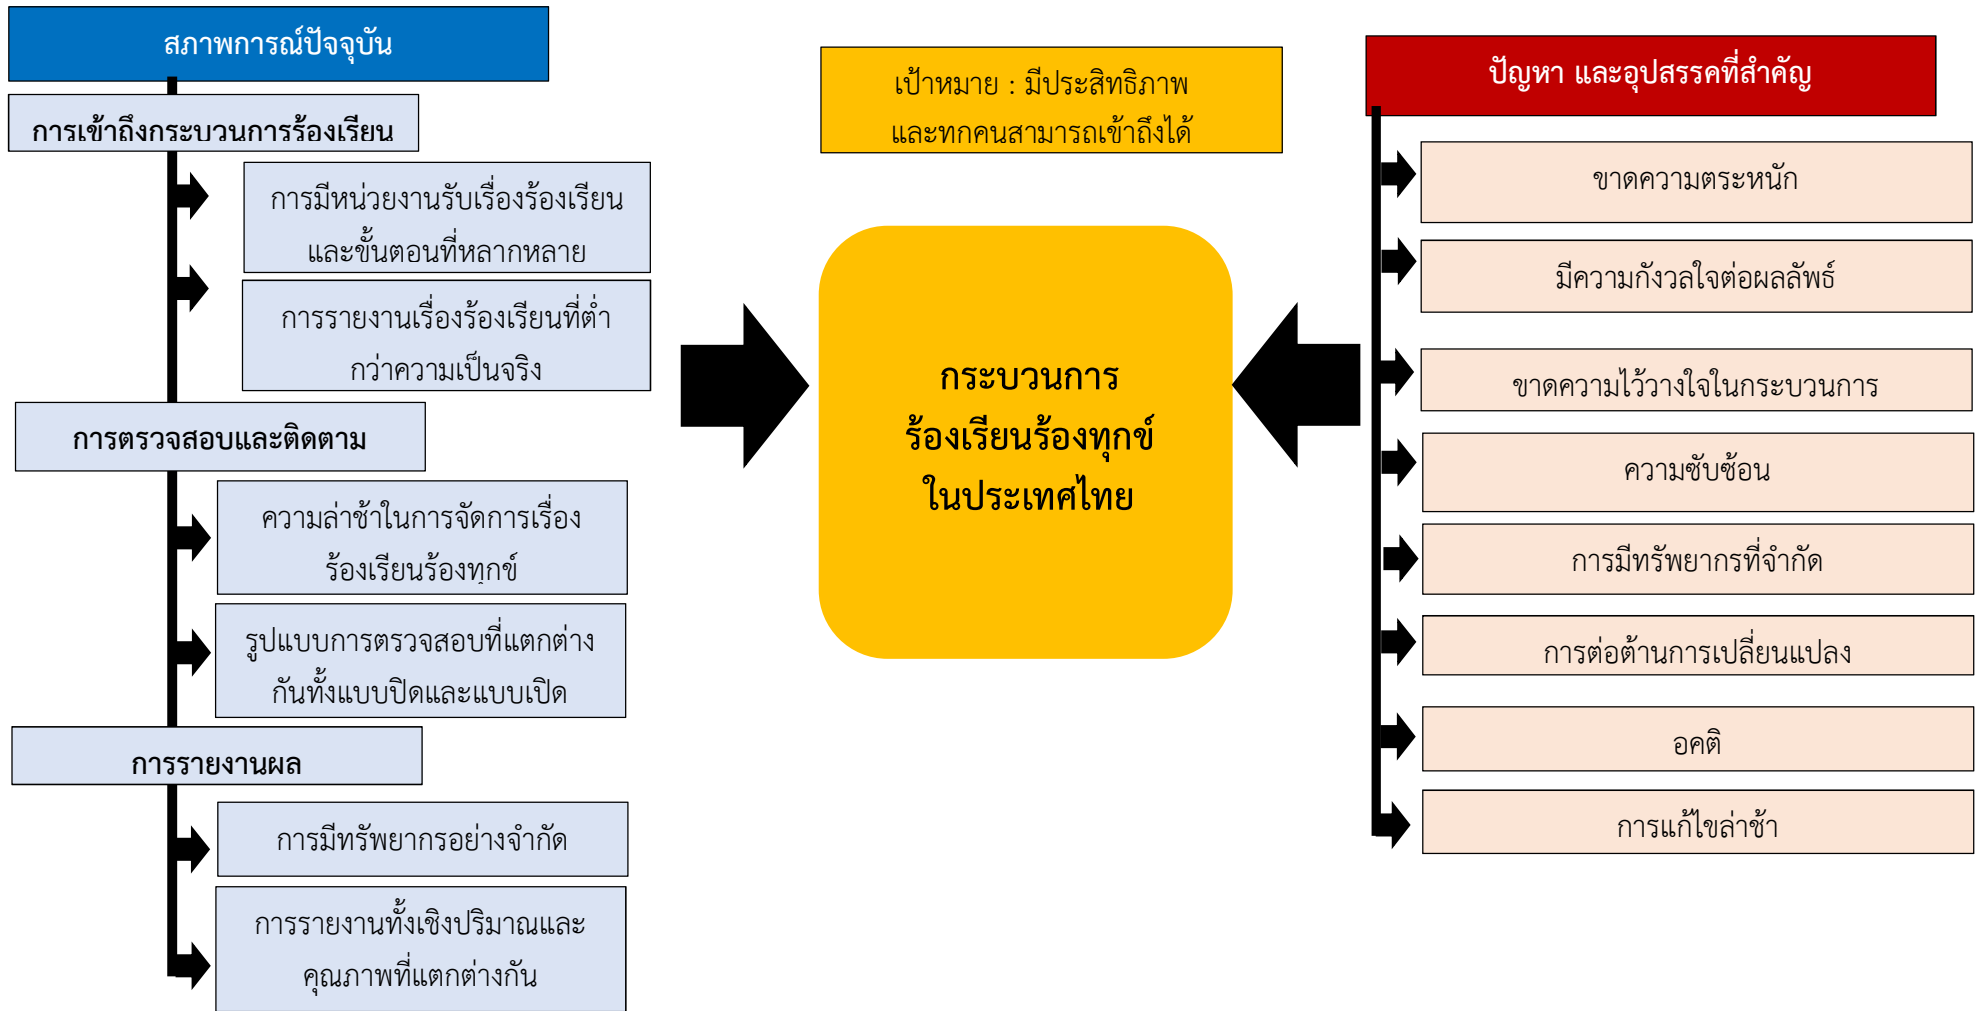 สภาพการณ์ปัจจุบัน
การเข้าถึงกระบวนการร้องเรียน
การมีหน่วยงานรับเรื่องร้องเรียน
และขั้นตอนที่หลากหลาย
การรายงานเรื่องร้องเรียนที่ต่ำ
กว่าความเป็นจริง
การตรวจสอบและติดตาม
ความล่าช้าในการจัดการเรื่อง
ร้องเรียนร้องทุกข์
รูปแบบการตรวจสอบที่แตกต่าง
กันทั้งแบบปิดและแบบเปิด
การรายงานผล
การมีทรัพยากรอย่างจำกัด
การรายงานทั้งเชิงปริมาณและ
คุณภาพที่แตกต่างกัน
เป้าหมาย : มีประสิทธิภาพ
และทุกคนสามารถเข้าถึงได้
กระบวนการ
ร้องเรียนร้องทุกข์
ในประเทศไทย
ปัญหา และอุปสรรคที่สำคัญ
ขาดความตระหนัก
มีความกังวลใจต่อผลลัพธ์
ขาดความไว้วางใจในกระบวนการ
ความซับซ้อน
การมีทรัพยากรที่จำกัด
การต่อต้านการเปลี่ยนแปลง
อคติ
การแก้ไขล่าช้า